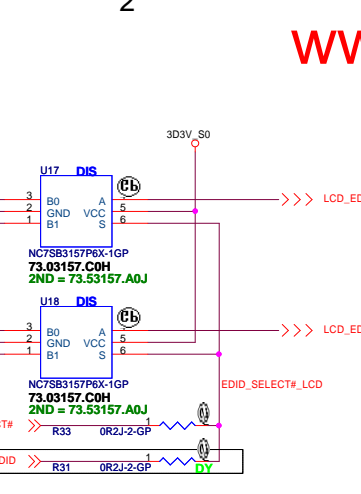 2
WW
3D3V_S0
U17 DIS
3 B0 A
2 GND VCC 5
1 B1 S 6
LCD_ED
NC7SB3157P6X-1GP
73.03157.C0H
2ND = 73.53157.A0J
U18 DIS
3 B0 A
2 GND VCC 5
1 B1 S 6
LCD_ED
NC7SB3157P6X-1GP
73.03157.C0H
2ND = 73.53157.A0J
EDID_SELECT#_LCD
CT#
R33 1 0R2J-2-GP
DID
R31 1 0R2J-2-GP
DY